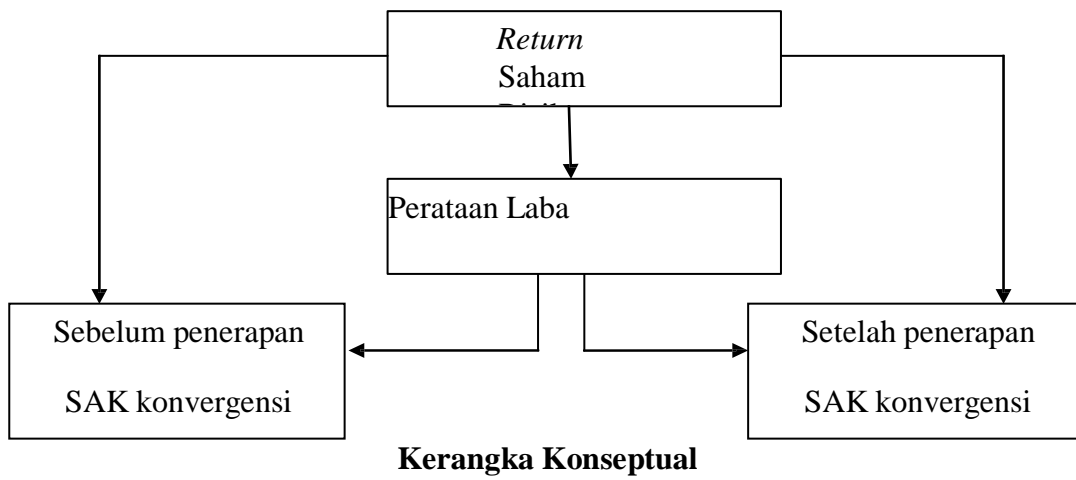 Return
Saham
Perataan Laba
Sebelum penerapan
SAK konvergensi
Setelah penerapan
SAK konvergensi
Kerangka Konseptual